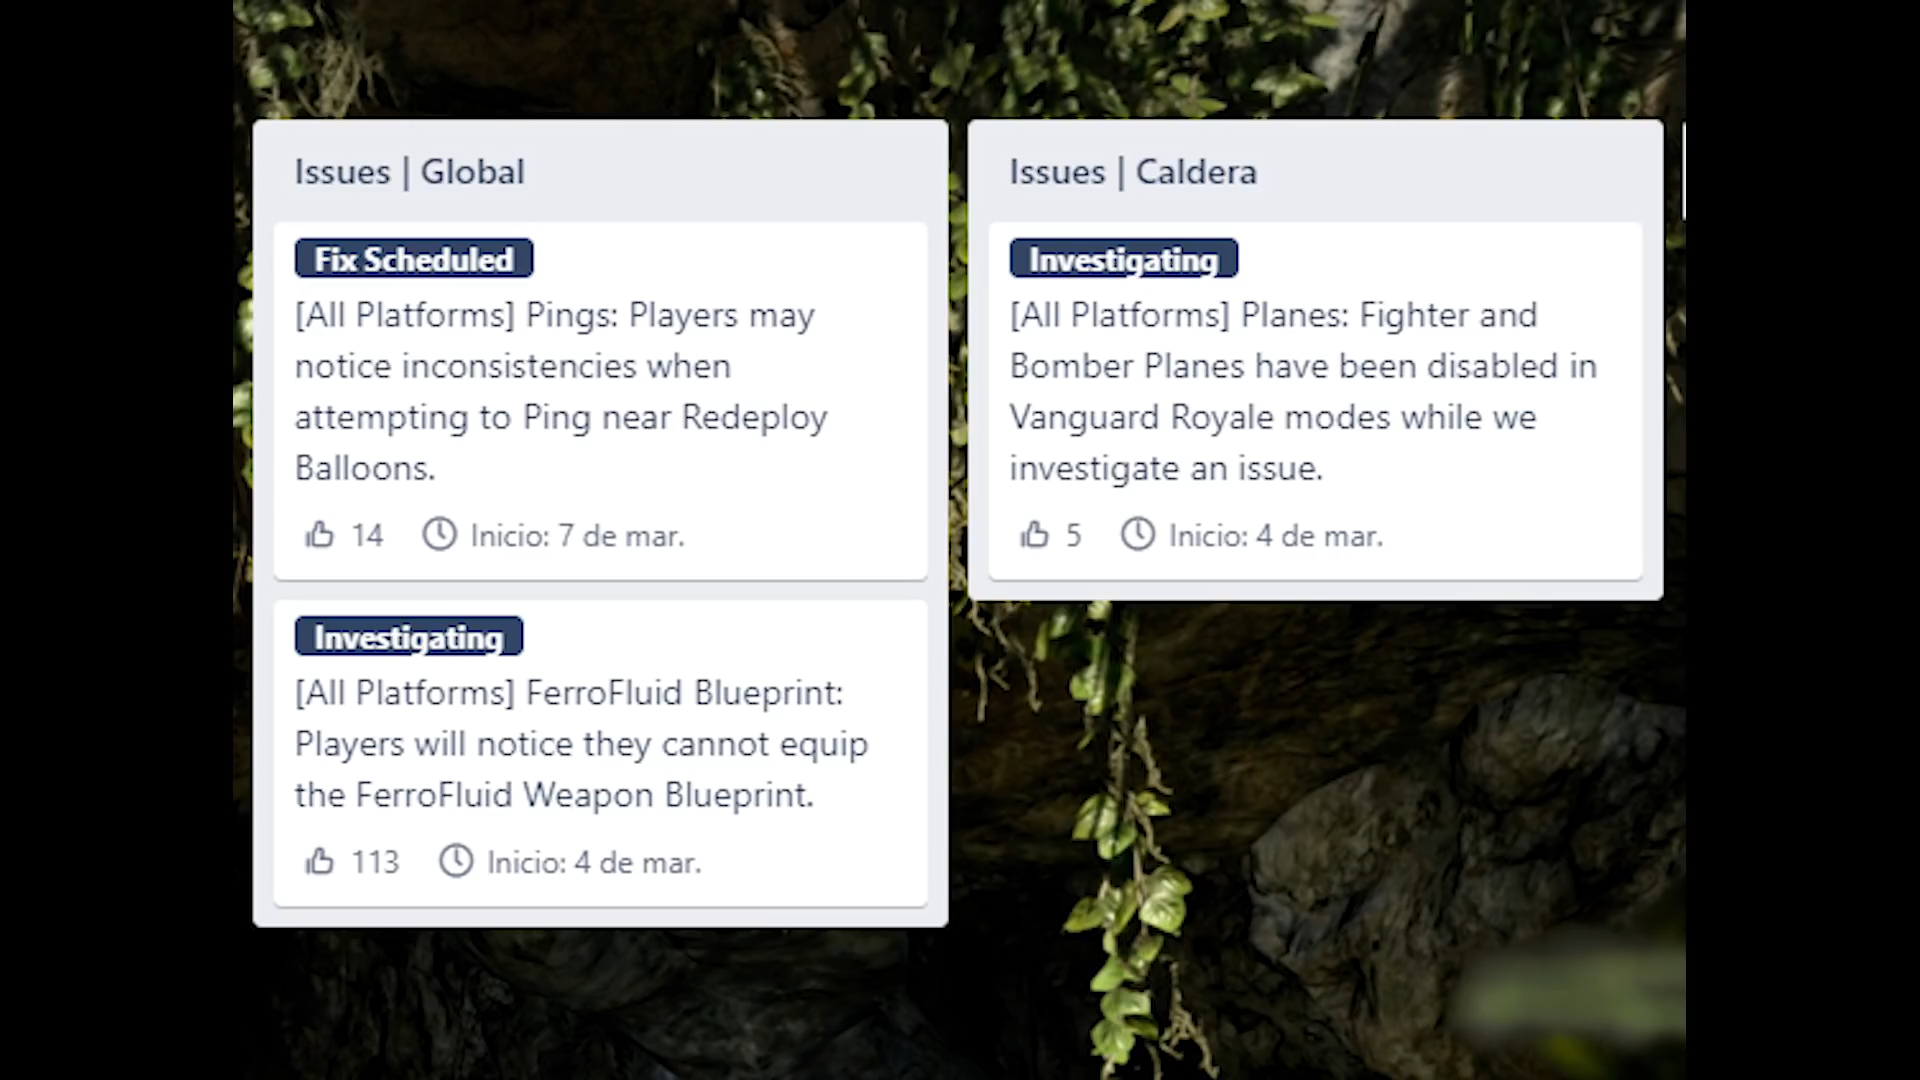 Issues | Global
Fix Scheduled
[All Platforms] Pings: Players may
notice inconsistencies when
attempting to Ping near Redeploy
Balloons.
14 Inicio: 7 de mar.
Investigating
[All Platforms] FerroFluid Blueprint:
Players will notice they cannot equip
the FerroFluid Weapon Blueprint.
113 Inicio: 4 de mar.
Issues | Caldera
Investigating
[All Platforms] Planes: Fighter and
Bomber Planes have been disabled in
Vanguard Royale modes while we
investigate an issue.
5 Inicio: 4 de mar.